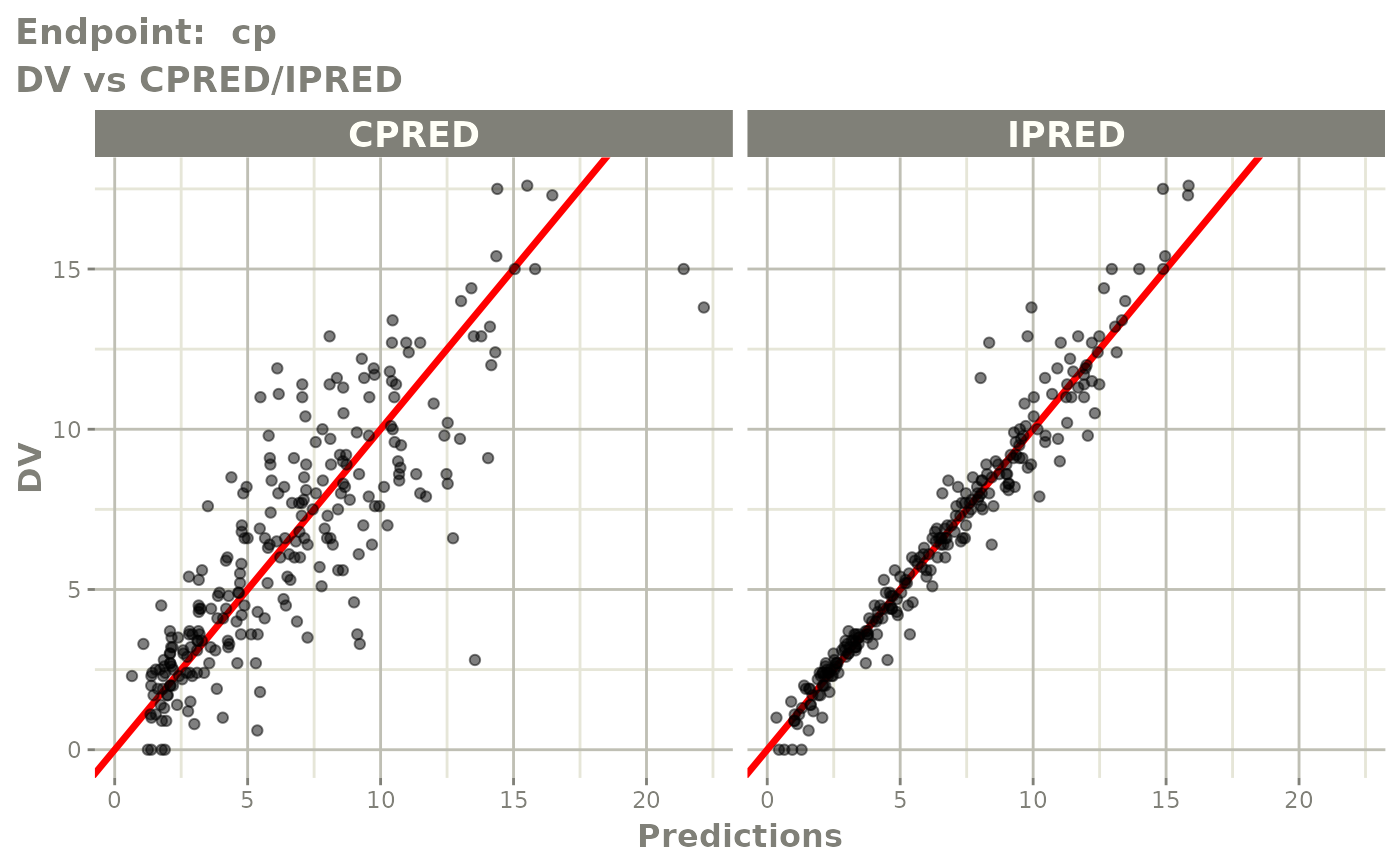 Endpoint:  cp
DV vs CPRED/IPRED
CPRED IPRED
DV
15
10
5
0
0 5 10 15 20 0 5 10 15 20
Predictions